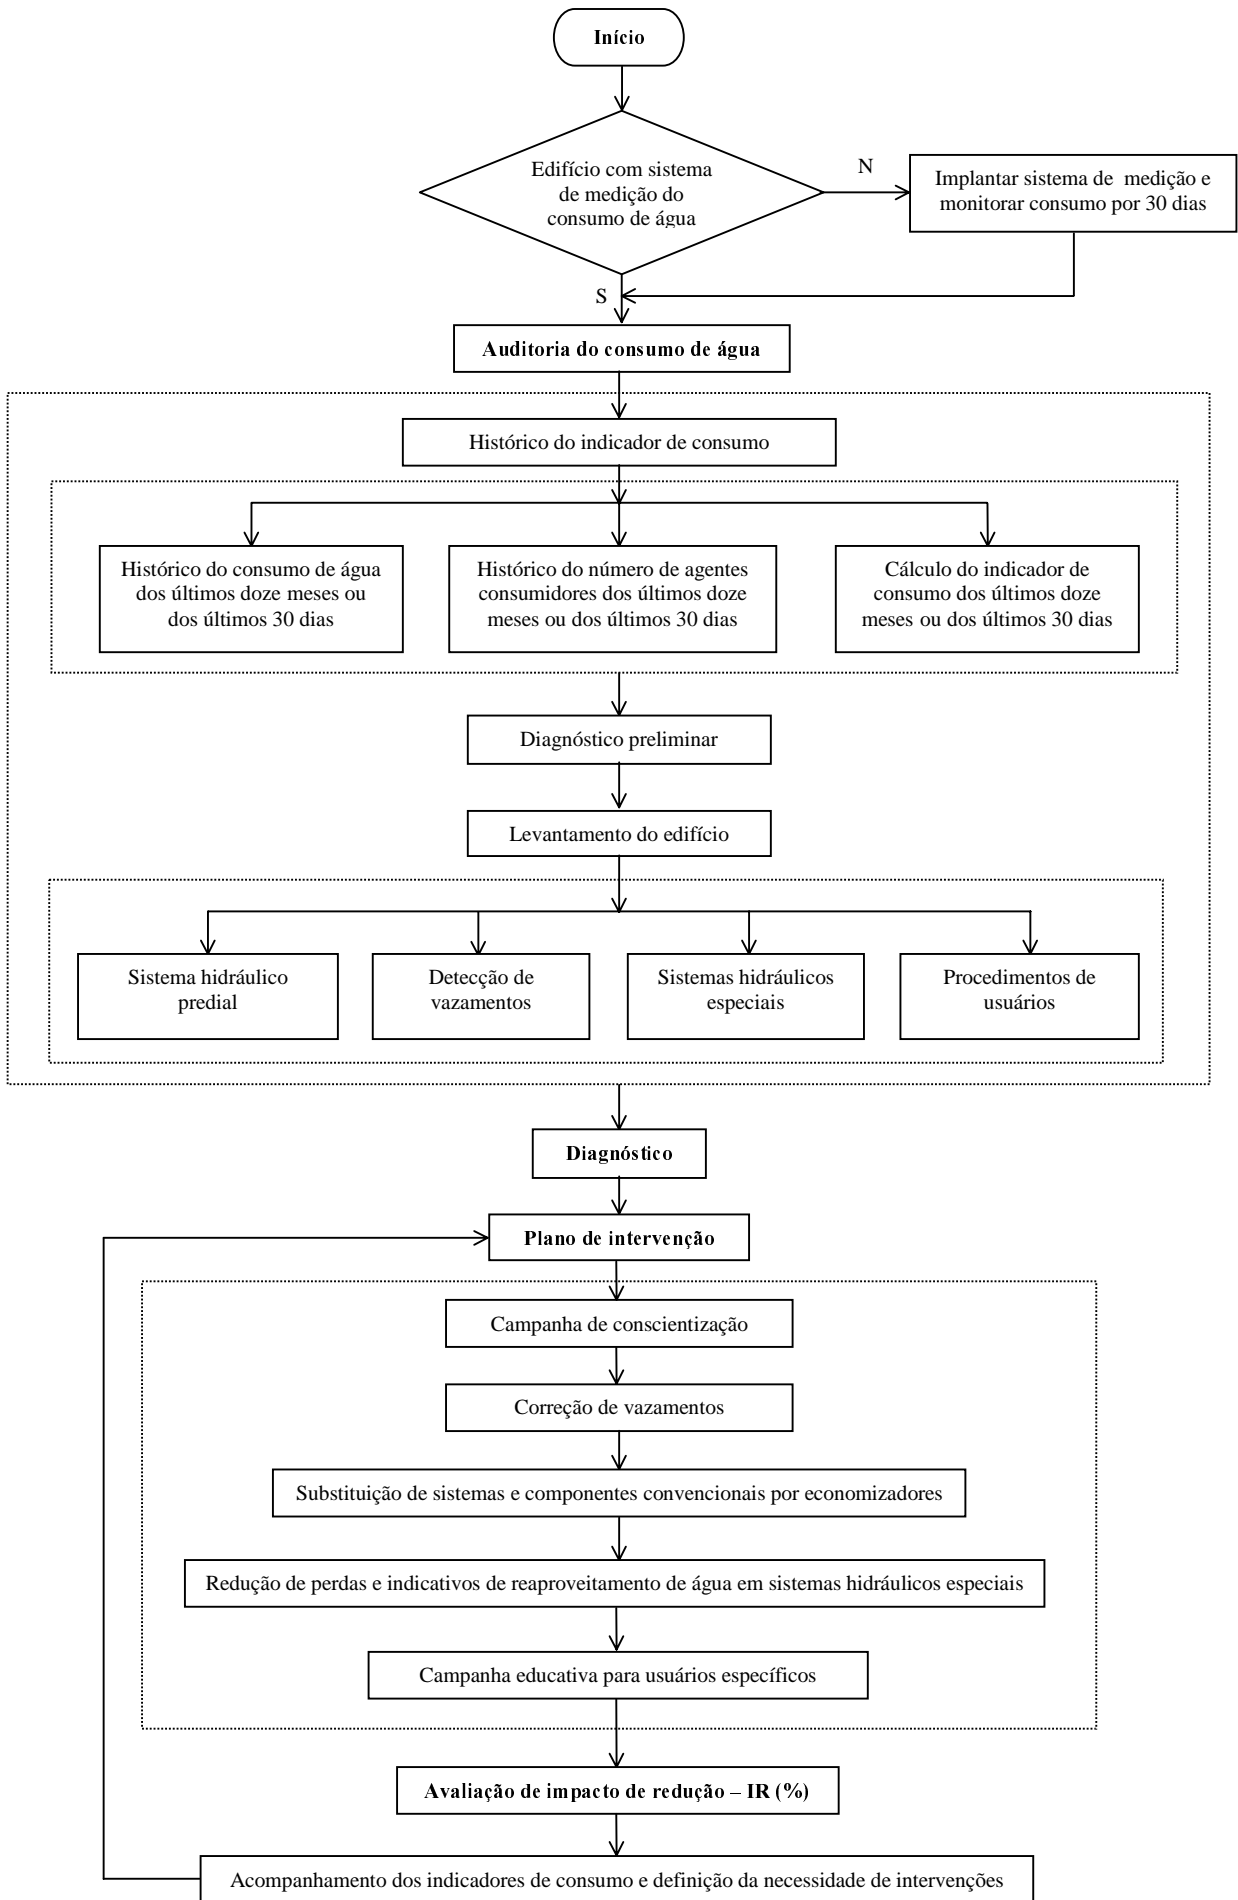 Início
Edifício com sistema
de medição do
consumo de água
N
Implantar sistema de medição e
monitorar consumo por 30 dias
S
Auditoria do consumo de água
Histórico do indicador de consumo
Histórico do consumo de água
dos últimos doze meses ou
dos últimos 30 dias
Histórico do número de agentes
consumidores dos últimos doze
meses ou dos últimos 30 dias
Cálculo do indicador de
consumo dos últimos doze
meses ou dos últimos 30 dias
Diagnóstico preliminar
Levantamento do edifício
Sistema hidráulico
predial
Detecção de
vazamentos
Sistemas hidráulicos
especiais
Procedimentos de
usuários
Diagnóstico
Plano de intervenção
Campanha de conscientização
Correção de vazamentos
Substituição de sistemas e componentes convencionais por economizadores
Redução de perdas e indicativos de reaproveitamento de água em sistemas hidráulicos especiais
Campanha educativa para usuários específicos
Avaliação de impacto de redução – IR (%)
Acompanhamento dos indicadores de consumo e definição da necessidade de intervenções